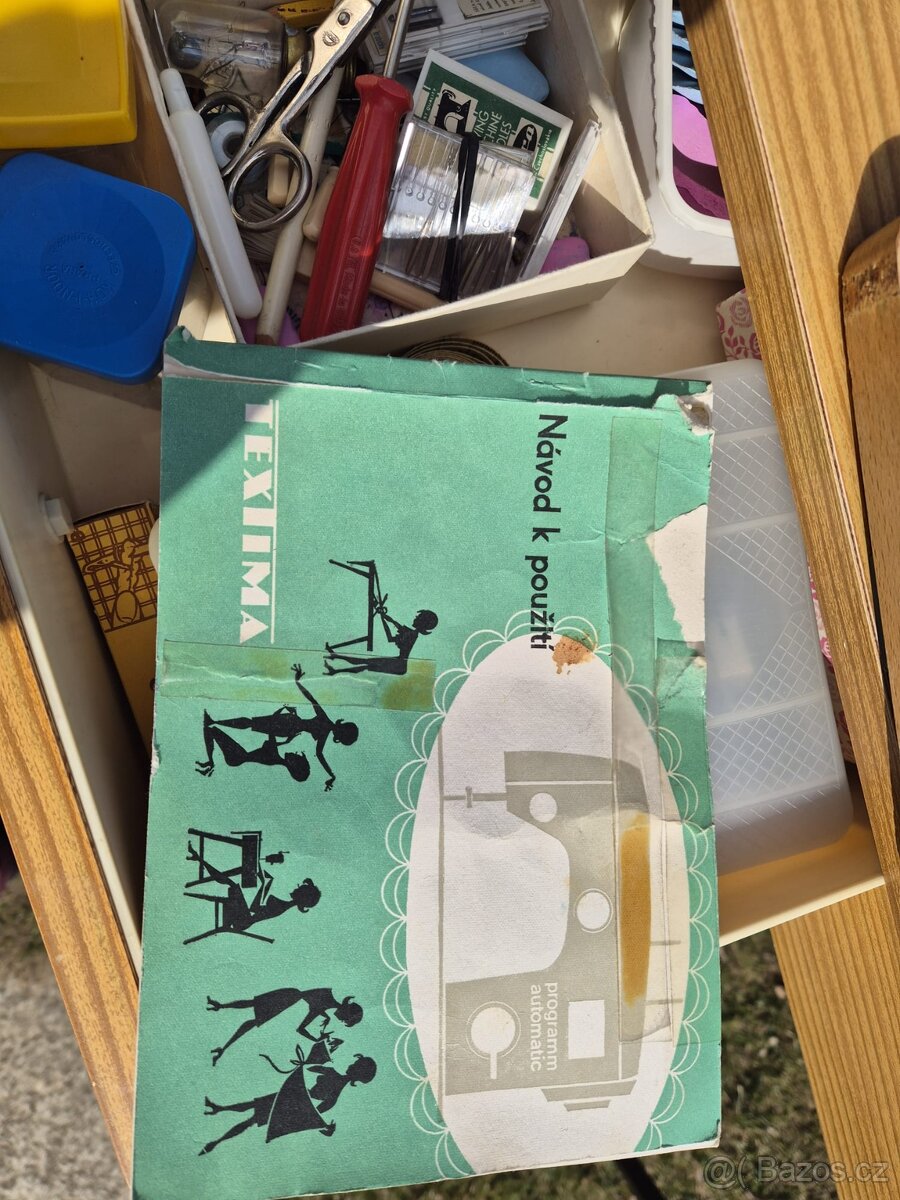 Návod k použití
TEXTIMA
programm
automatic
Bazos.cz